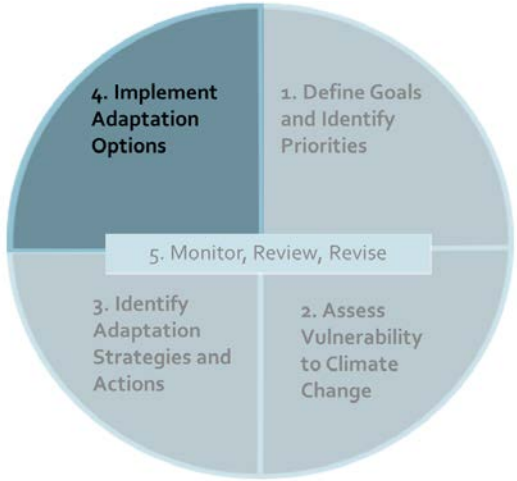 4. Implement
Adaptation
Options
1. Define Goals
and Identify
Priorities
5. Monitor, Review, Revise
3. Identify
Adaptation
Strategies and
Actions
2. Assess
Vulnerability
to Climate
Change